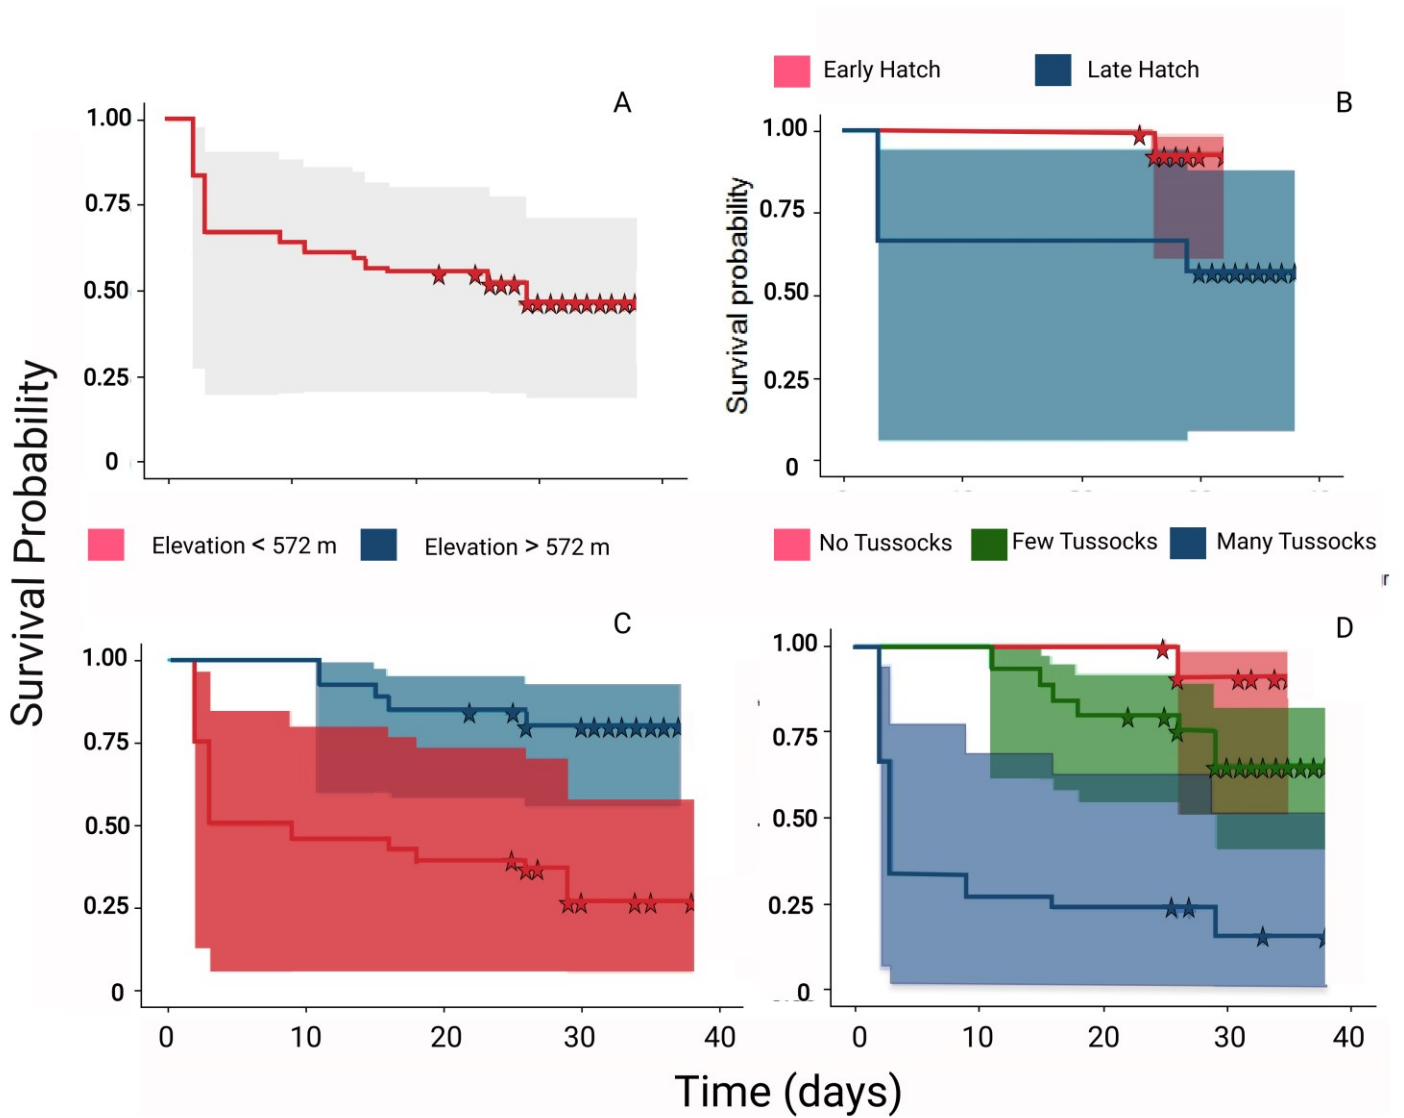 Early Hatch Late Hatch
A
B
1.00
0.75
0.50
0.25
0
1.00
0.75
0.50
0.25
0
Survival probability
Survival Probability
Elevation < 572 m Elevation > 572 m
No Tussocks Few Tussocks Many Tussocks
r
C
D
1.00
0.75
0.50
0.25
0
0 10 20 30 40
1.00
0.75
0.50
0.25
0
0 10 20 30 40
Time (days)